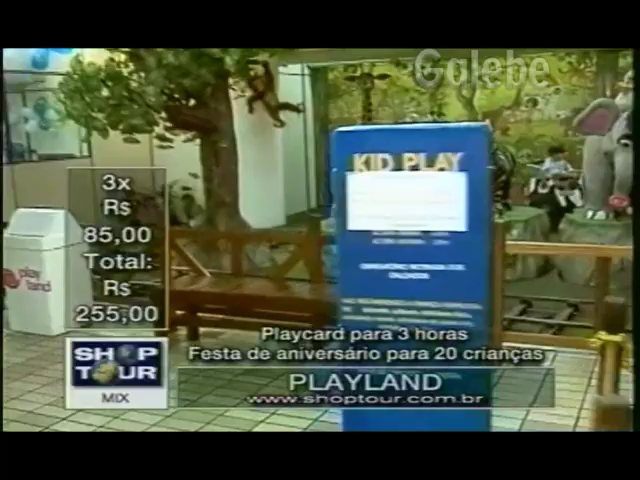 Galebe
KID PLAY
3x
R$
85,00
Total:
R$
255,00
play
land
Playcard para 3 horas
Festa de aniversário para 20 crianças
SHOP
TOUR
MIX
PLAYLAND
www.shoptour.com.br